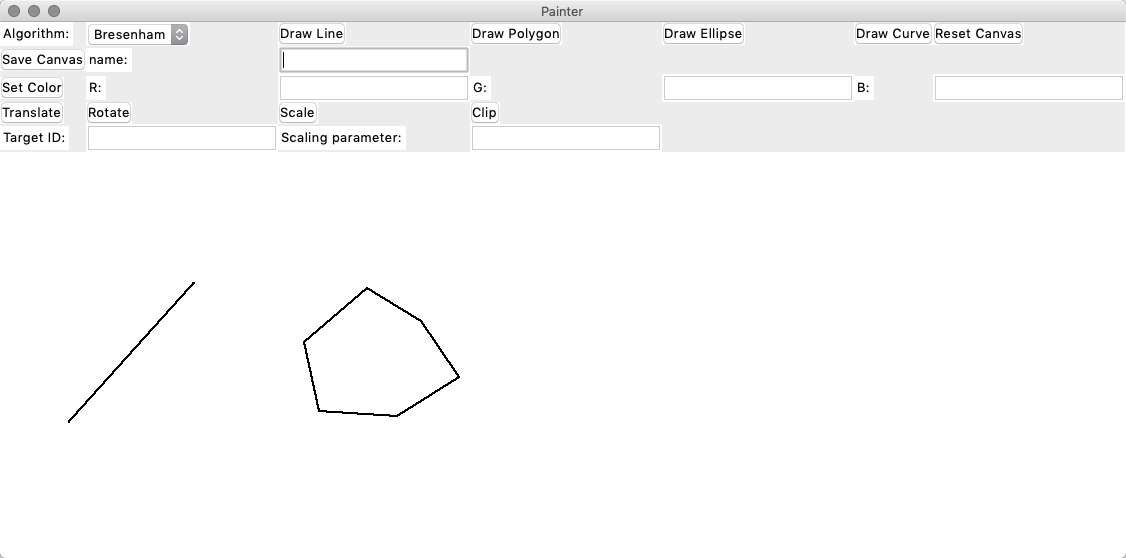 Painter
Algorithm: Bresenham Draw Line Draw Polygon Draw Ellipse Draw Curve Reset Canvas
Save Canvas name:
Set Color R: G: B:
Translate Rotate Scale Clip
Target ID: Scaling parameter: